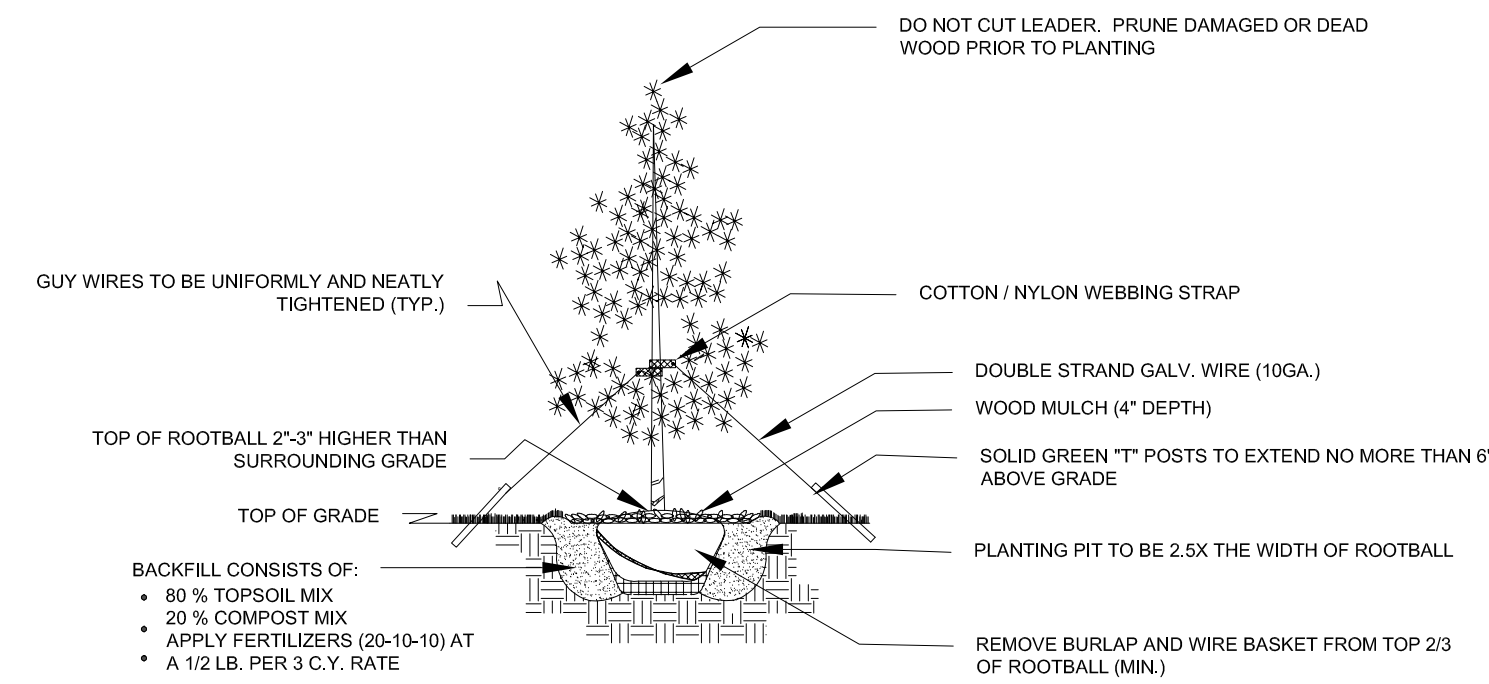 DO NOT CUT LEADER. PRUNE DAMAGED OR DEAD
WOOD PRIOR TO PLANTING
GUY WIRES TO BE UNIFORMLY AND NEATLY
TIGHTENED (TYP.)
COTTON / NYLON WEBBING STRAP
DOUBLE STRAND GALV. WIRE (10GA.)
WOOD MULCH (4" DEPTH)
TOP OF ROOTBALL 2"-3" HIGHER THAN
SURROUNDING GRADE
SOLID GREEN "T" POSTS TO EXTEND NO MORE THAN 6'
ABOVE GRADE
TOP OF GRADE
PLANTING PIT TO BE 2.5X THE WIDTH OF ROOTBALL
BACKFILL CONSISTS OF:
• 80 % TOPSOIL MIX
20 % COMPOST MIX
• APPLY FERTILIZERS (20-10-10) AT
• A 1/2 LB. PER 3 C.Y. RATE
REMOVE BURLAP AND WIRE BASKET FROM TOP 2/3
OF ROOTBALL (MIN.)